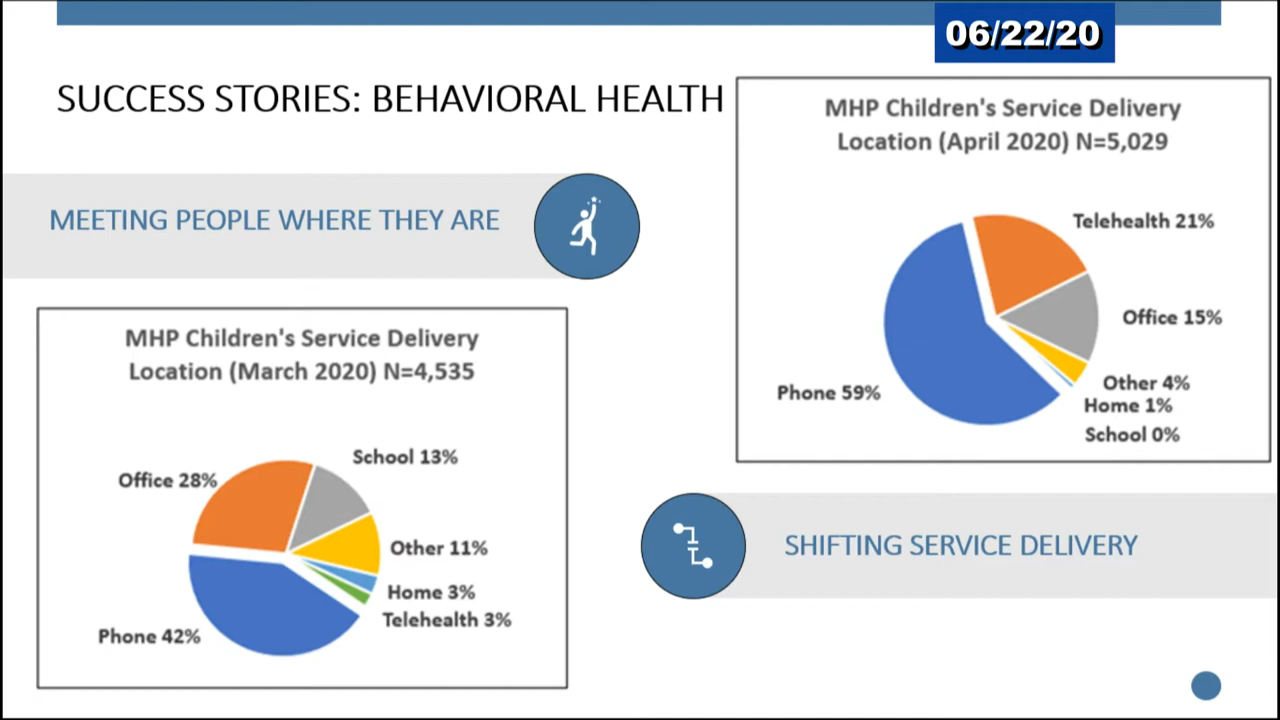 06/22/20
SUCCESS STORIES: BEHAVIORAL HEALTH
MEETING PEOPLE WHERE THEY ARE
MHP Children's Service Delivery
Location (March 2020) N=4,535
School 13%
Office 28%
Other 11%
Home 3%
Telehealth 3%
Phone 42%
MHP Children's Service Delivery
Location (April 2020) N=5,029
Telehealth 21%
Office 15%
Other 4%
Phone 59%
Home 1%
School 0%
SHIFTING SERVICE DELIVERY